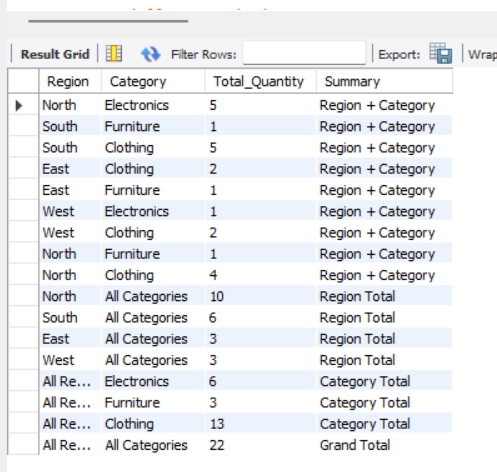 Result Grid Filter Rows: Export: Wrap
Region Category Total_Quantity Summary
North Electronics 5 Region + Category
South Furniture 1 Region + Category
South Clothing 5 Region + Category
East Clothing 2 Region + Category
East Furniture 1 Region + Category
West Electronics 1 Region + Category
West Clothing 2 Region + Category
North Furniture 1 Region + Category
North Clothing 4 Region + Category
North All Categories 10 Region Total
South All Categories 6 Region Total
East All Categories 3 Region Total
West All Categories 3 Region Total
All Re... Electronics 6 Category Total
All Re... Furniture 3 Category Total
All Re... Clothing 13 Category Total
All Re... All Categories 22 Grand Total